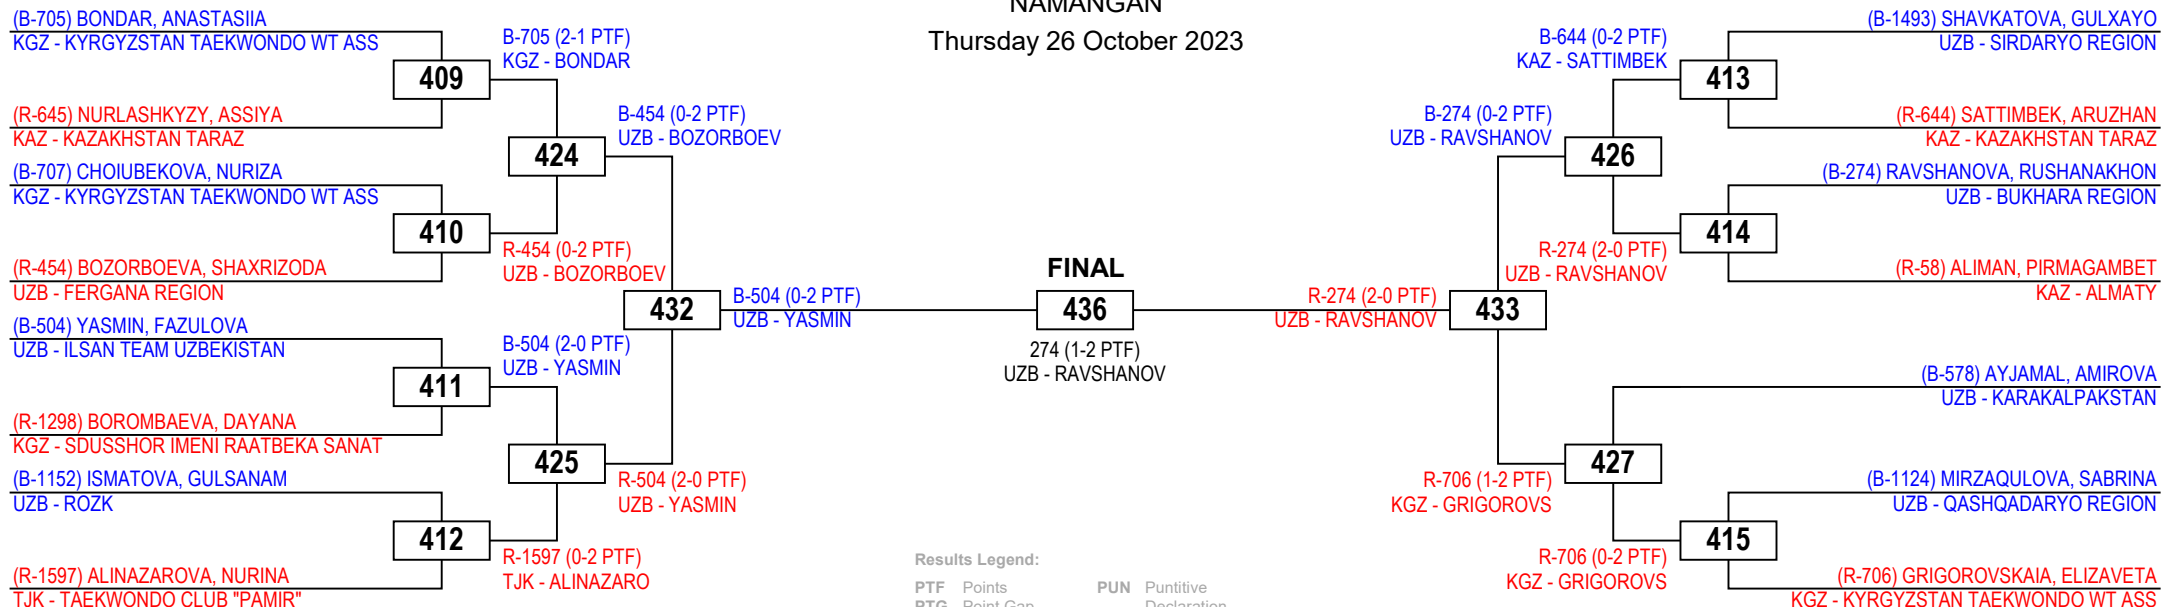 NAMANGAN
Thursday 26 October 2023
(B-705) BONDAR, ANASTASIIA
KGZ - KYRGYZSTAN TAEKWONDO WT ASS
409
(R-645) NURLASHKYZY, ASSIYA
KAZ - KAZAKHSTAN TARAZ
(B-707) CHOIUBEKOVA, NURIZA
KGZ - KYRGYZSTAN TAEKWONDO WT ASS
410
(R-454) BOZORBOEVA, SHAXRIZODA
UZB - FERGANA REGION
(B-504) YASMIN, FAZULOVA
UZB - ILSAN TEAM UZBEKISTAN
411
(R-1298) BOROMBAEVA, DAYANA
KGZ - SDUSSHOR IMENI RAATBEKA SANAT
(B-1152) ISMATOVA, GULSANAM
UZB - ROZK
412
(R-1597) ALINAZAROVA, NURINA
TJK - TAEKWONDO CLUB "PAMIR"
B-705 (2-1 PTF)
KGZ - BONDAR
424
R-454 (0-2 PTF)
UZB - BOZORBOEV
B-504 (2-0 PTF)
UZB - YASMIN
425
R-1597 (0-2 PTF)
TJK - ALINAZARO
B-454 (0-2 PTF)
UZB - BOZORBOEV
432
R-504 (2-0 PTF)
UZB - YASMIN
B-504 (0-2 PTF)
UZB - YASMIN
FINAL
436
274 (1-2 PTF)
UZB - RAVSHANOV
R-274 (2-0 PTF)
UZB - RAVSHANOV
433
B-274 (0-2 PTF)
UZB - RAVSHANOV
R-706 (1-2 PTF)
KGZ - GRIGOROVS
B-644 (0-2 PTF)
KAZ - SATTIMBEK
426
R-274 (2-0 PTF)
UZB - RAVSHANOV
427
R-706 (0-2 PTF)
KGZ - GRIGOROVS
(B-1493) SHAVKATOVA, GULXAYO
UZB - SIRDARYO REGION
413
(R-644) SATTIMBEK, ARUZHAN
KAZ - KAZAKHSTAN TARAZ
(B-274) RAVSHANOVA, RUSHANAKHON
UZB - BUKHARA REGION
414
(R-58) ALIMAN, PIRMAGAMBET
KAZ - ALMATY
(B-578) AYJAMAL, AMIROVA
UZB - KARAKALPAKSTAN
(B-1124) MIRZAQULOVA, SABRINA
UZB - QASHQADARYO REGION
415
(R-706) GRIGOROVSKAIA, ELIZAVETA
KGZ - KYRGYZSTAN TAEKWONDO WT ASS
Results Legend:
PTF Points PUN Puntitive
PTG Point Gap Declaration